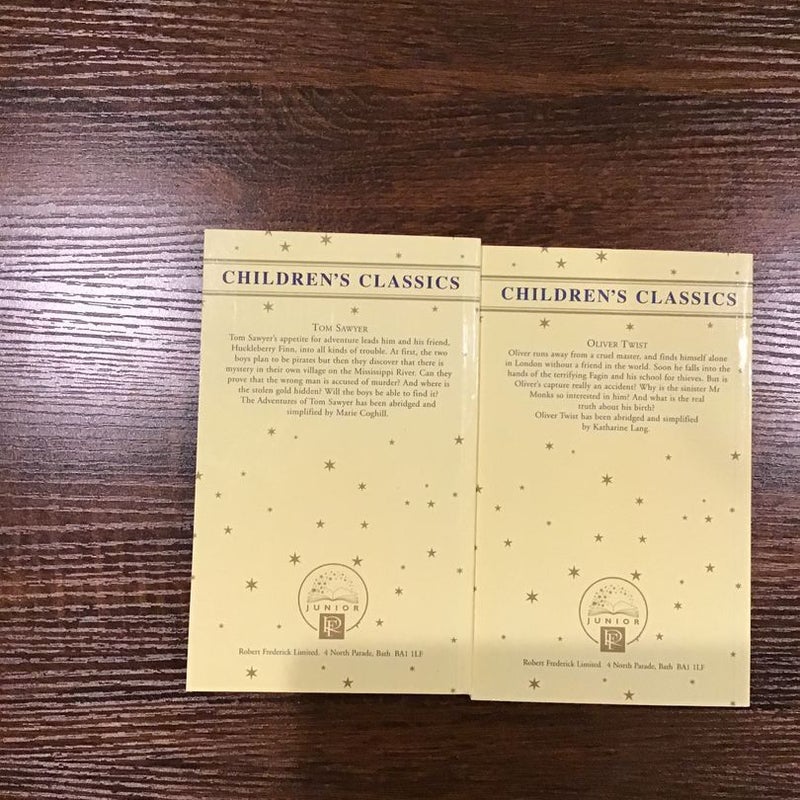 CHILDREN'S CLASSICS
TOM SAWYER
Tom Sawyer's appetite for adventure leads him and his friend,
Huckleberry Finn, into all kinds of trouble. At first, the two
boys plan to be pirates but then they discover that there is
mystery in their own village on the Mississippi River. Can they
prove that the wrong man is accused of murder? And where is
the stolen gold hidden? Will the boys be able to find it?
The Adventures of Tom Sawyer has been abridged and
simplified by Marie Coghill.
JUNIOR
Robert Frederick Limited. 4 North Parade, Bath BA1 1LF
CHILDREN'S CLASSICS
OLIVER TWIST
Oliver runs away from a cruel master, and finds himself alone
in London without a friend in the world. Soon he falls into the
hands of the terrifying Fagin and his school for thieves. But is
Oliver's capture really an accident? Why is the sinister Mr
Monks so interested in him? And what is the real
truth about his birth?
Oliver Twist has been abridged and simplified
by Katharine Lang.
JUNIOR
Robert Frederick Limited. 4 North Parade, Bath BA1 1LF